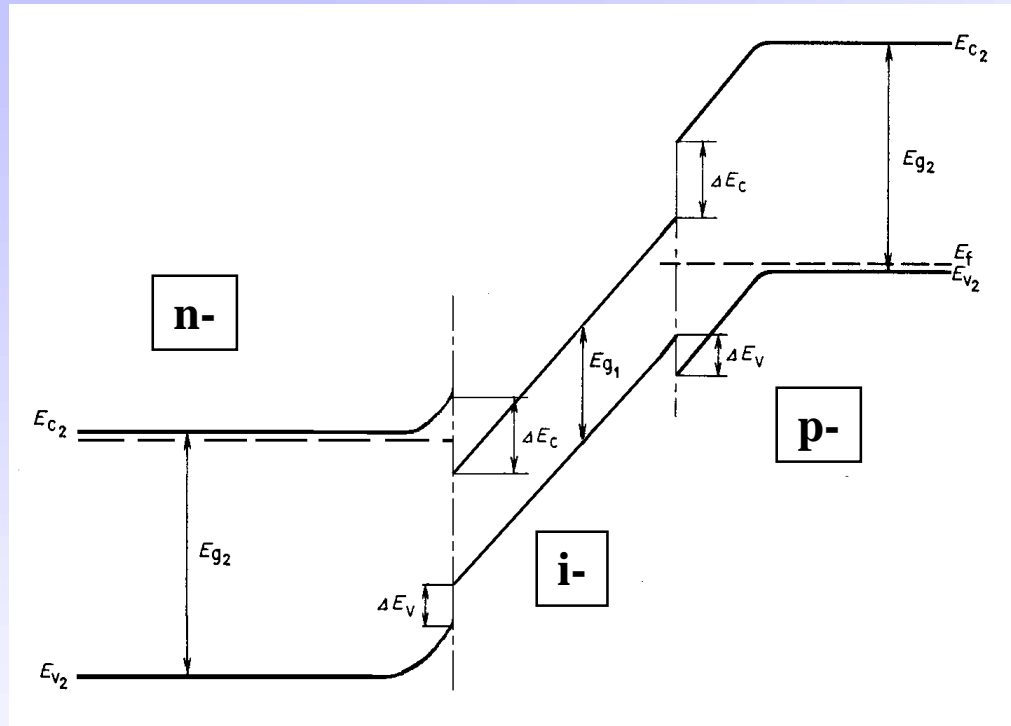 E_C2
ΔE_C
E_g2
E_f
E_V2
n-
E_g1
ΔE_V
E_C2
ΔE_C
p-
E_g2
i-
ΔE_V
E_V2